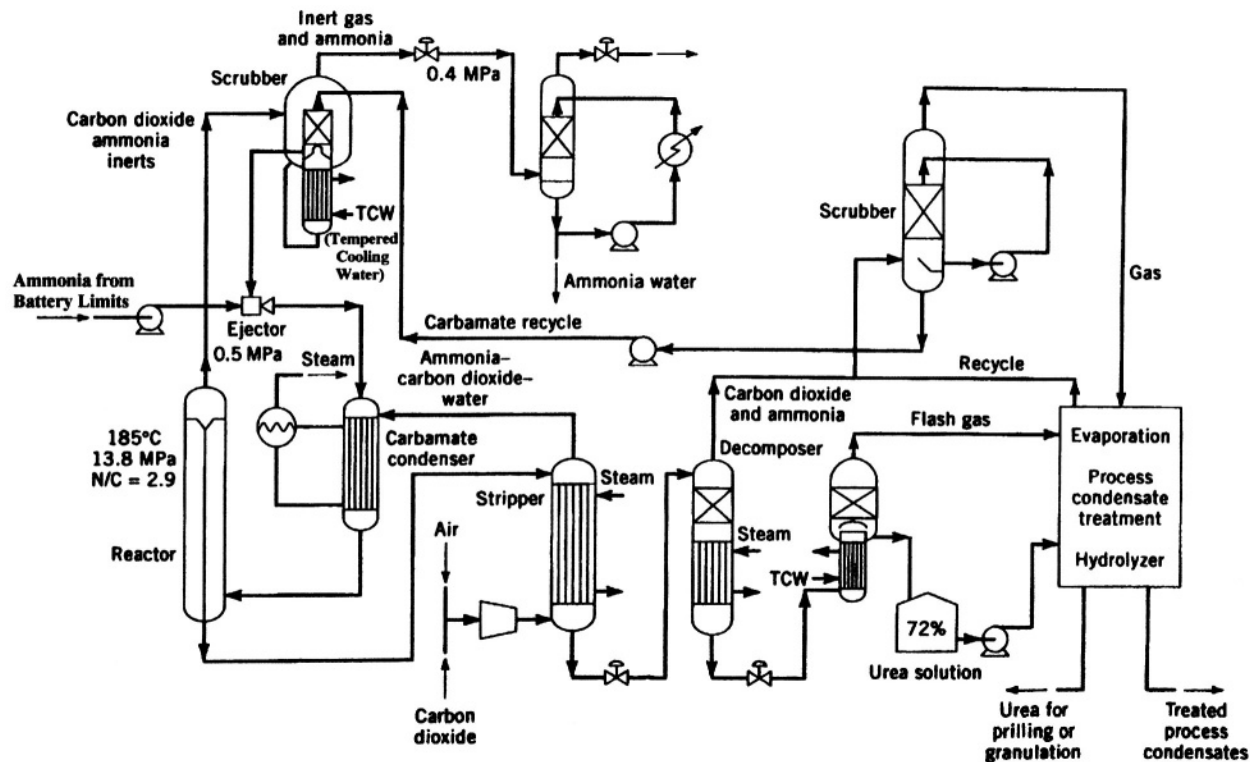 Inert gas
and ammonia
Scrubber
0.4 MPa
Carbon dioxide
ammonia
inerts
TCW
(Tempered
Cooling
Water)
Scrubber
Gas
Ammonia water
Ammonia from
Battery Limits
Ejector
0.5 MPa
Carbamate recycle
Steam
Ammonia–
carbon dioxide–
water
Recycle
Carbon dioxide
and ammonia
Flash gas
185°C
13.8 MPa
N/C = 2.9
Carbamate
condenser
Decomposer
Evaporation
Process
condensate
treatment
Hydrolyzer
Stripper
Steam
Reactor
Air
Steam
TCW
72%
Urea solution
Carbon
dioxide
Urea for
prilling or
granulation
Treated
process
condensates